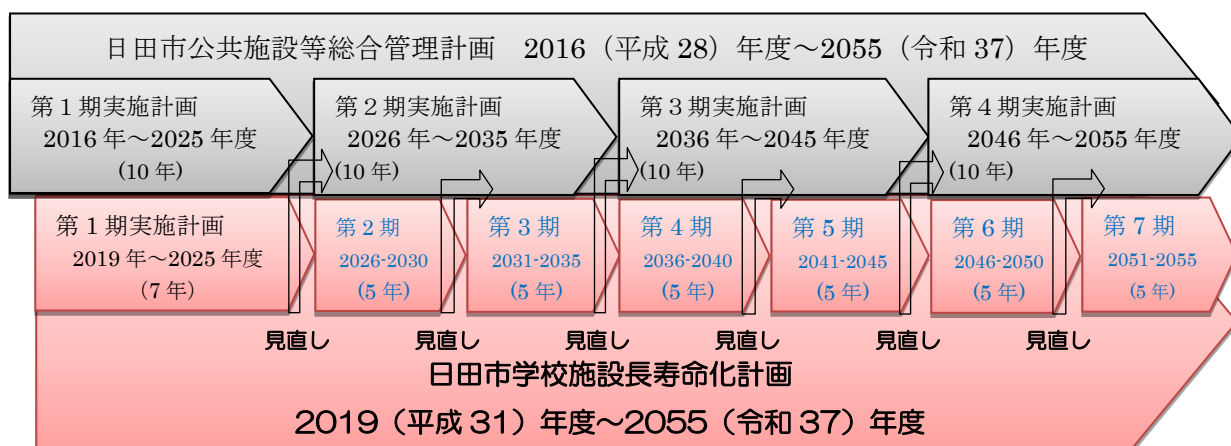 日田市公共施設等総合管理計画　2016（平成 28）年度～2055（令和 37）年度
第１期実施計画
2016 年～2025 年度
(10 年)
第２期実施計画
2026 年～2035 年度
(10 年)
第３期実施計画
2036 年～2045 年度
(10 年)
第４期実施計画
2046 年～2055 年度
(10 年)
第１期実施計画
2019 年～2025 年度
(７年)
第２期
2026-2030
(５年)
第３期
2031-2035
(５年)
第４期
2036-2040
(５年)
第５期
2041-2045
(５年)
第６期
2046-2050
(５年)
第７期
2051-2055
(５年)
見直し
見直し
見直し
見直し
見直し
見直し
日田市学校施設長寿命化計画
2019（平成 31）年度～2055（令和 37）年度